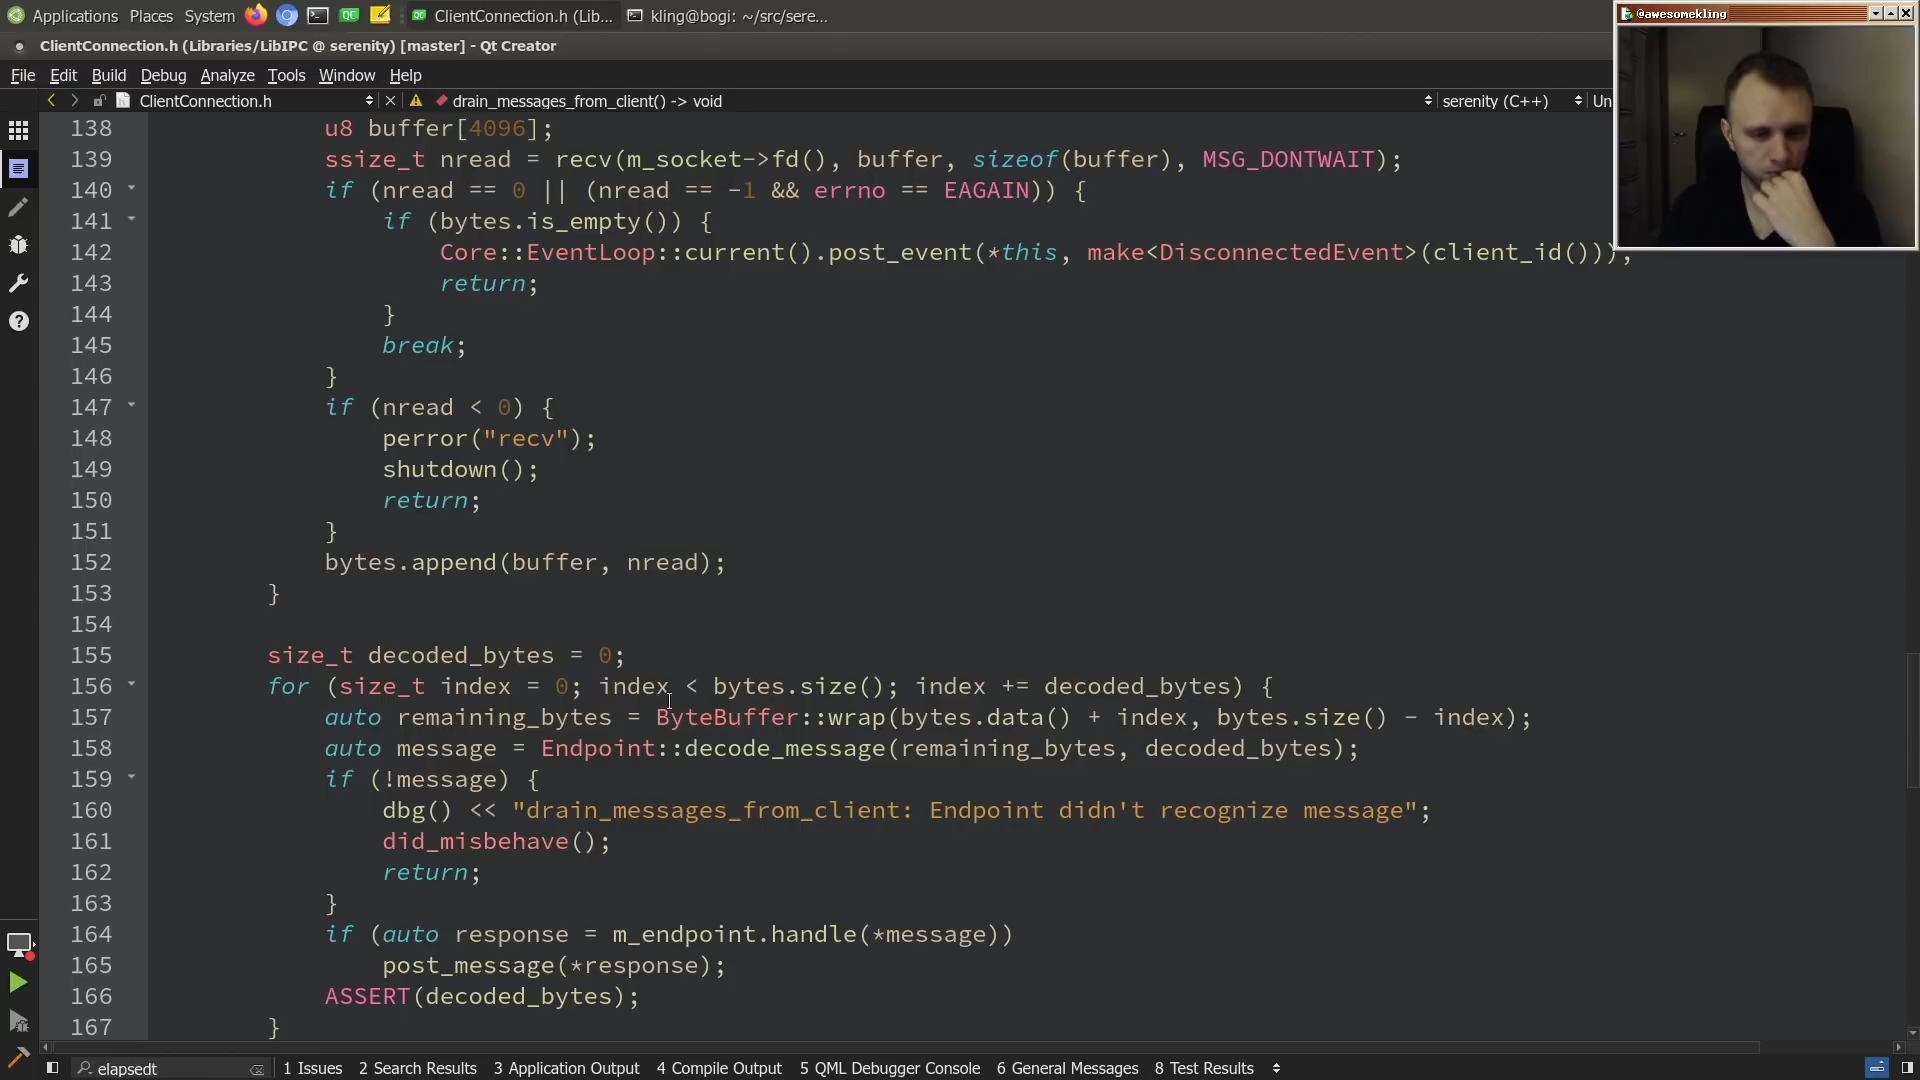 Applications Places System ClientConnection.h (Lib... kling@bogi: ~/src/sere...
@awesomekling
ClientConnection.h (Libraries/LibIPC @ serenity) [master] - Qt Creator
File Edit Build Debug Analyze Tools Window Help
ClientConnection.h drain_messages_from_client() -> void serenity (C++) Un
138 u8 buffer[4096];
139 ssize_t nread = recv(m_socket->fd(), buffer, sizeof(buffer), MSG_DONTWAIT);
140 if (nread == 0 || (nread == -1 && errno == EAGAIN)) {
141 if (bytes.is_empty()) {
142 Core::EventLoop::current().post_event(*this, make<DisconnectedEvent>(client_id()));
143 return;
144 }
145 break;
146 }
147 if (nread < 0) {
148 perror("recv");
149 shutdown();
150 return;
151 }
152 bytes.append(buffer, nread);
153 }
154
155 size_t decoded_bytes = 0;
156 for (size_t index = 0; index < bytes.size(); index += decoded_bytes) {
157 auto remaining_bytes = ByteBuffer::wrap(bytes.data() + index, bytes.size() - index);
158 auto message = Endpoint::decode_message(remaining_bytes, decoded_bytes);
159 if (!message) {
160 dbg() << "drain_messages_from_client: Endpoint didn't recognize message";
161 did_misbehave();
162 return;
163 }
164 if (auto response = m_endpoint.handle(*message))
165 post_message(*response);
166 ASSERT(decoded_bytes);
167 }
elapsedt 1 Issues 2 Search Results 3 Application Output 4 Compile Output 5 QML Debugger Console 6 General Messages 8 Test Results